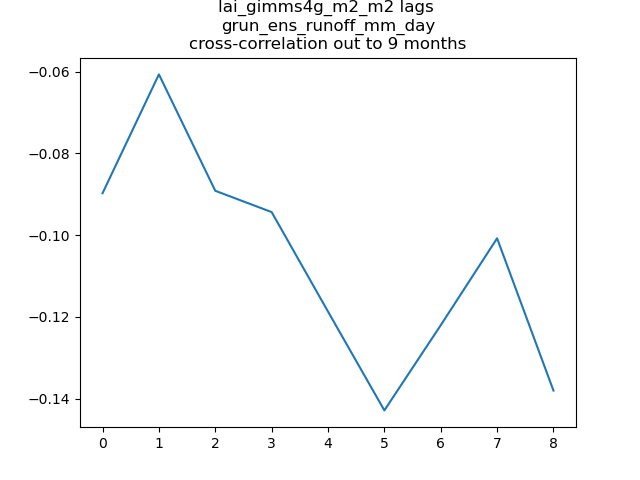 lai_gimms4g_m2_m2 lags
grun_ens_runoff_mm_day
cross-correlation out to 9 months
−0.06
−0.08
−0.10
−0.12
−0.14
0 1 2 3 4 5 6 7 8